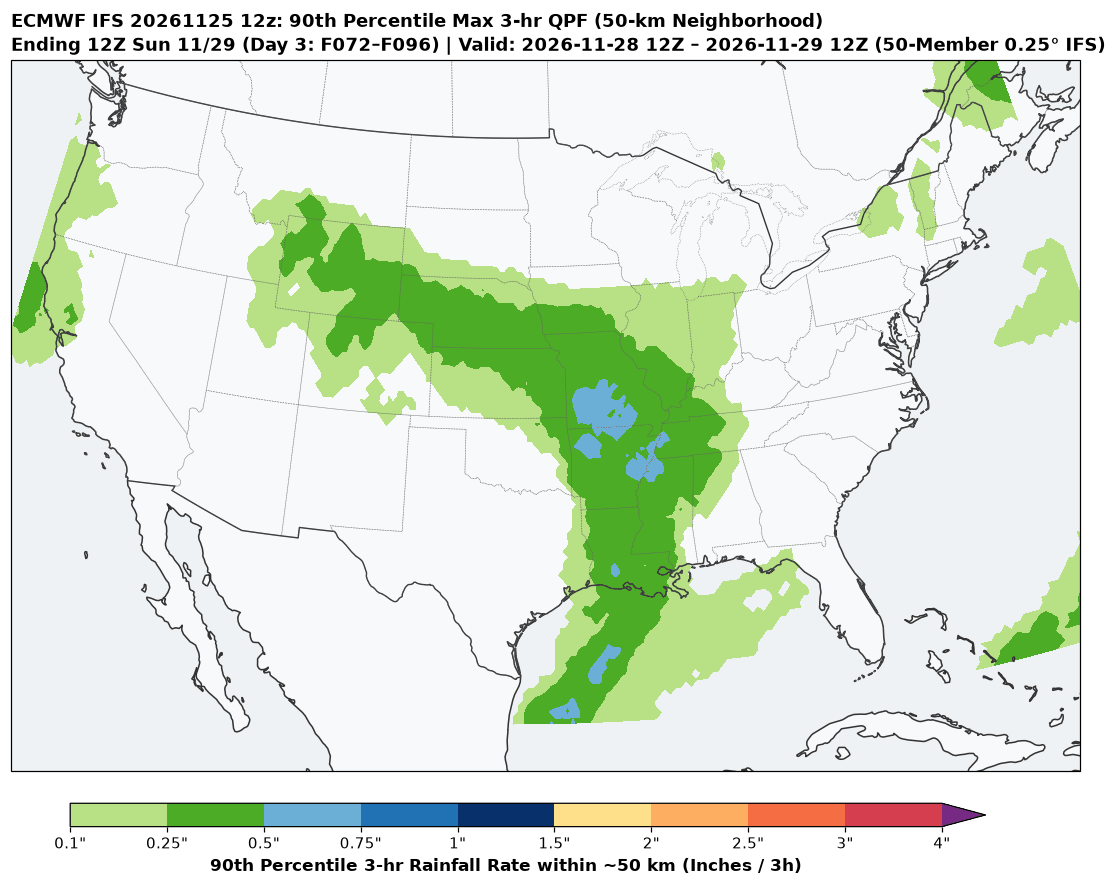 ECMWF IFS 20261125 12z: 90th Percentile Max 3-hr QPF (50-km Neighborhood)
Ending 12Z Sun 11/29 (Day 3: F072–F096) | Valid: 2026-11-28 12Z – 2026-11-29 12Z (50-Member 0.25° IFS)
0.1" 0.25" 0.5" 0.75" 1" 1.5" 2" 2.5" 3" 4"
90th Percentile 3-hr Rainfall Rate within ~50 km (Inches / 3h)